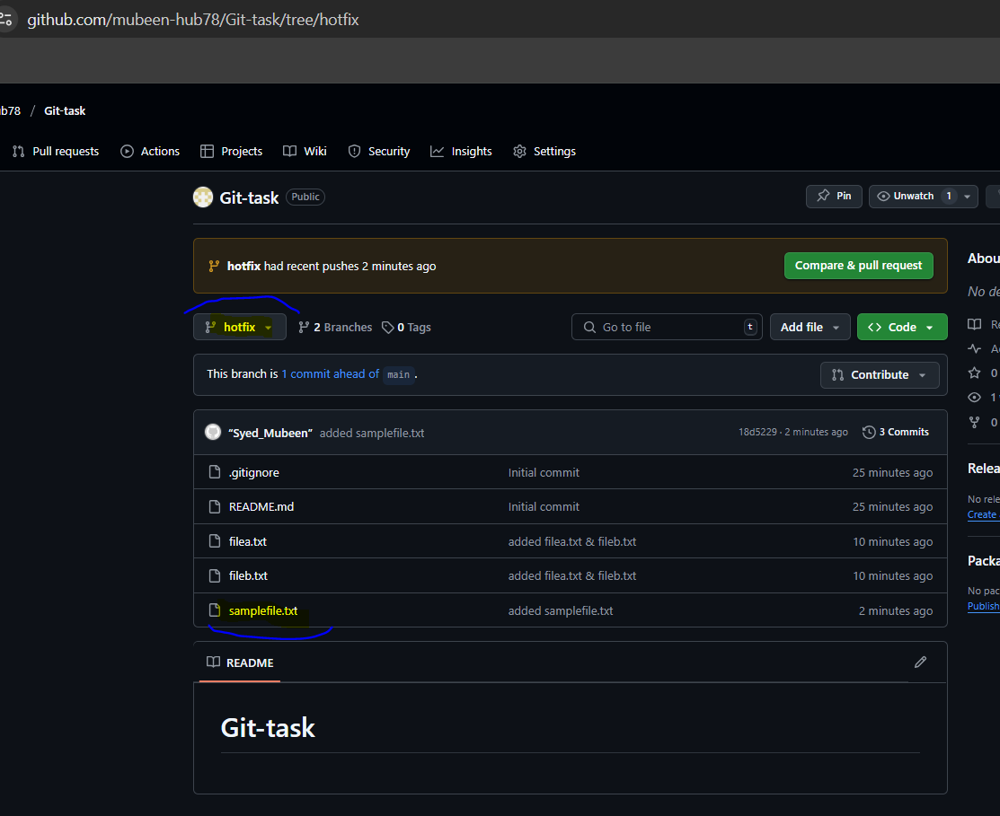 github.com/mubeen-hub78/Git-task/tree/hotfix
ub78 / Git-task
Pull requests Actions Projects Wiki Security Insights Settings
Git-task Public
Pin Unwatch 1
hotfix had recent pushes 2 minutes ago
Compare & pull request
hotfix 2 Branches 0 Tags Go to file t Add file <> Code
This branch is 1 commit ahead of main .
Contribute
“Syed_Mubeen” added samplefile.txt 18d5229 · 2 minutes ago 3 Commits
.gitignore Initial commit 25 minutes ago
README.md Initial commit 25 minutes ago
filea.txt added filea.txt & fileb.txt 10 minutes ago
fileb.txt added filea.txt & fileb.txt 10 minutes ago
samplefile.txt added samplefile.txt 2 minutes ago
README
Git-task
Abou
No de
Re
Ac
0
1
0
Relea
No rele
Create
Packa
No pac
Publish